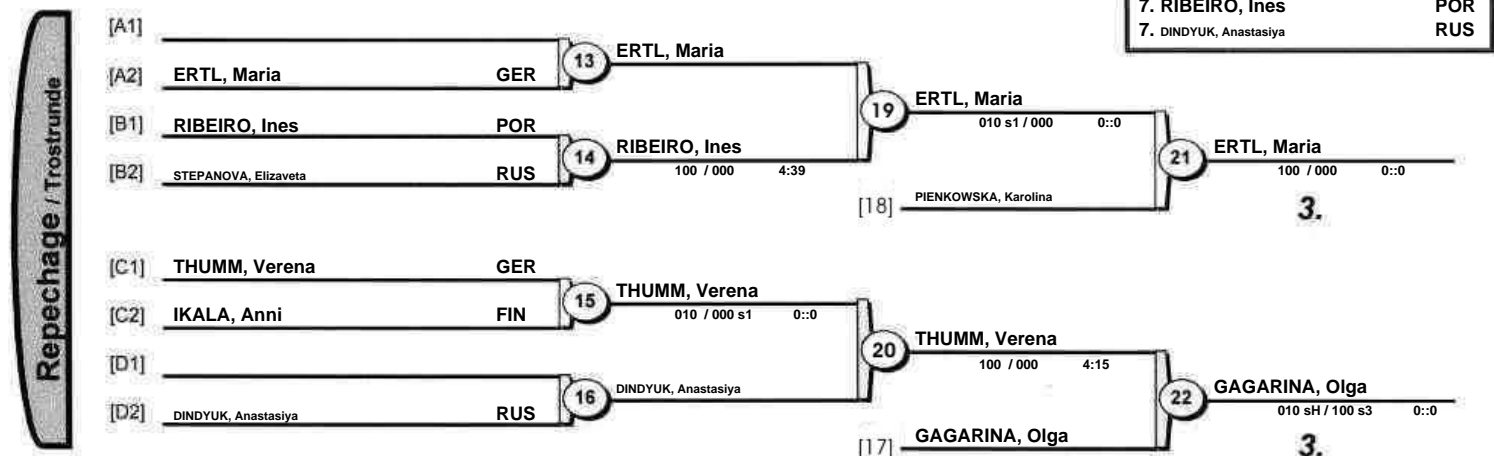 7. RIBEIRO, Ines POR
7. DINDYUK, Anastasiya RUS
Repechage / Trostrunde
[A1]
13 ERTL, Maria
[A2] ERTL, Maria GER
19 ERTL, Maria
010 s1 / 000 0::0
[B1] RIBEIRO, Ines POR
14 RIBEIRO, Ines
100 / 000 4:39
21 ERTL, Maria
100 / 000 0::0
[B2] STEPANOVA, Elizaveta RUS
[18] PIENKOWSKA, Karolina
3.
[C1] THUMM, Verena GER
15 THUMM, Verena
010 / 000 s1 0::0
[C2] IKALA, Anni FIN
20 THUMM, Verena
100 / 000 4:15
[D1]
16 DINDYUK, Anastasiya
22 GAGARINA, Olga
010 sH / 100 s3 0::0
[D2] DINDYUK, Anastasiya RUS
[17] GAGARINA, Olga
3.